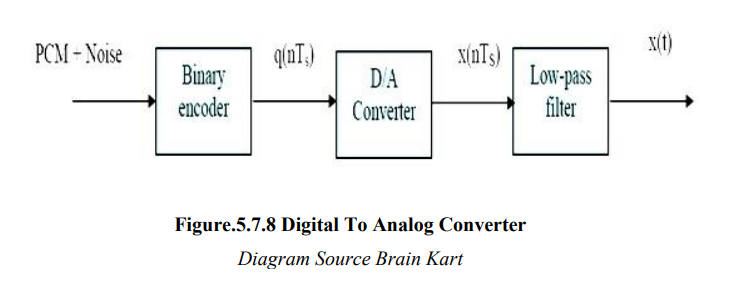 PCM + Noise
Binary
encoder
q(nTs)
D/A
Converter
x(nTs)
Low-pass
filter
x(t)
Figure.5.7.8 Digital To Analog Converter
Diagram Source Brain Kart